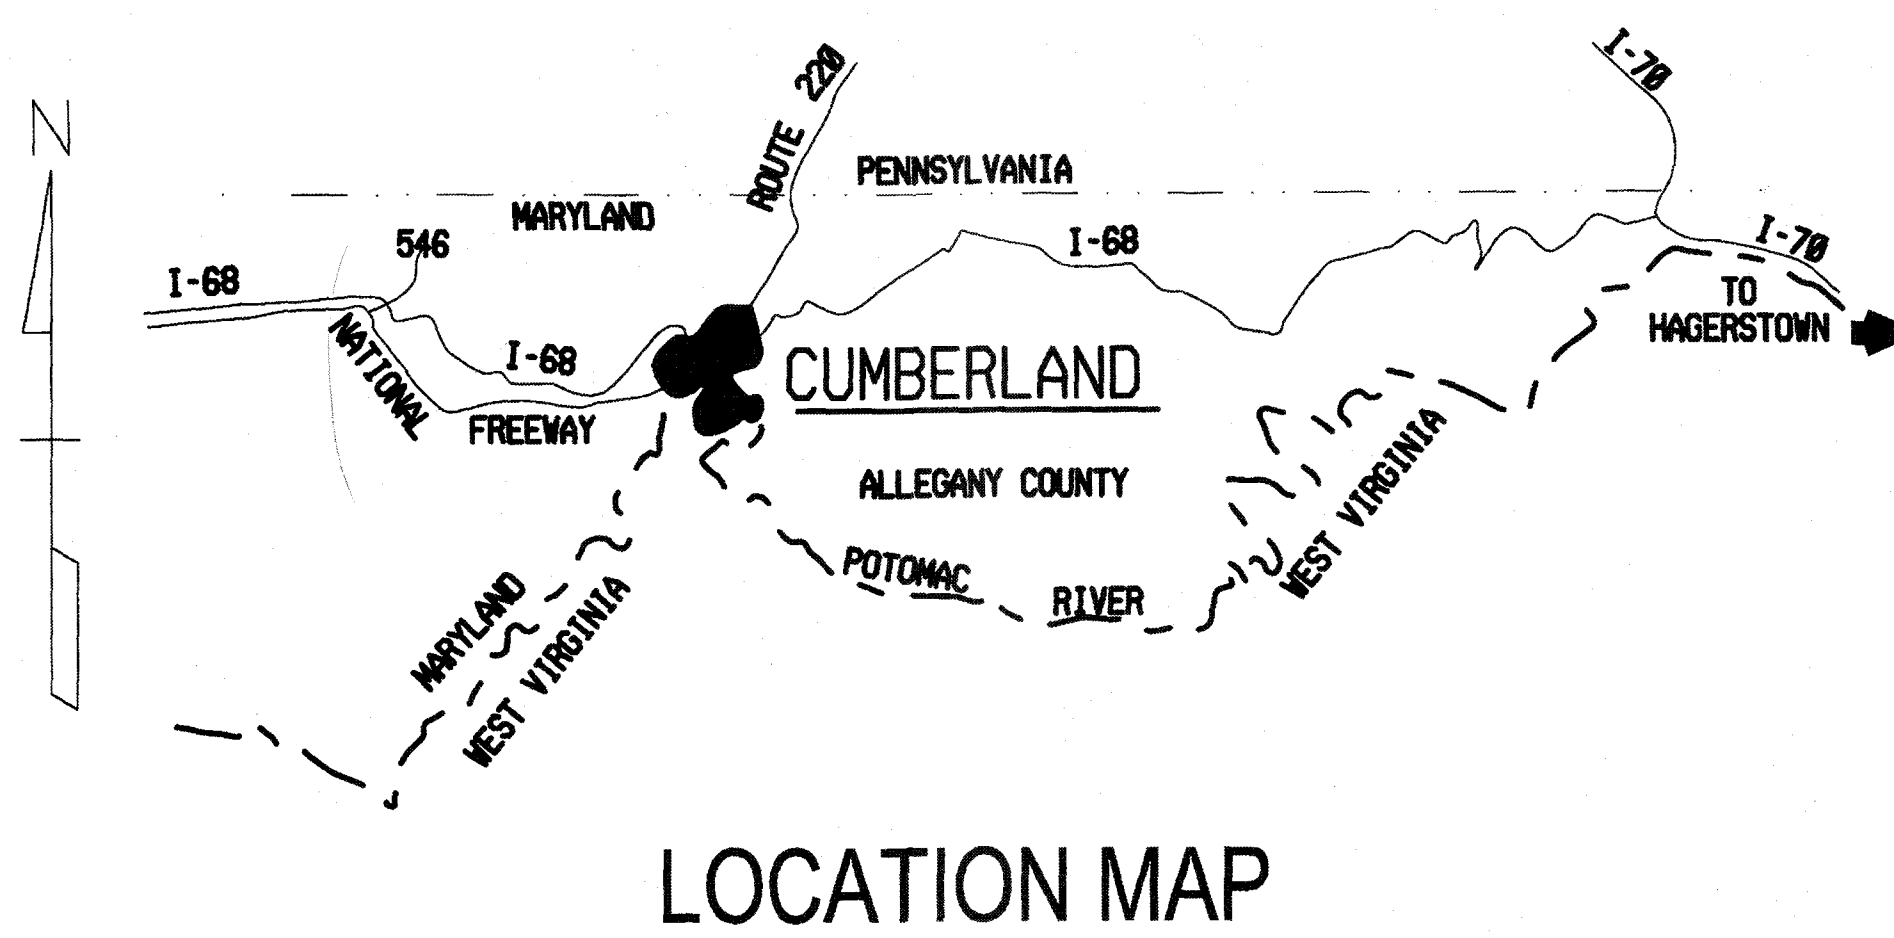 I-70
ROUTE 220
N
PENNSYLVANIA
MARYLAND
546
I-68
I-70
I-68
TO
HAGERSTOWN
NATIONAL
FREEWAY
I-68
CUMBERLAND
ALLEGANY COUNTY
WEST VIRGINIA
POTOMAC
RIVER
MARYLAND
WEST VIRGINIA
LOCATION MAP